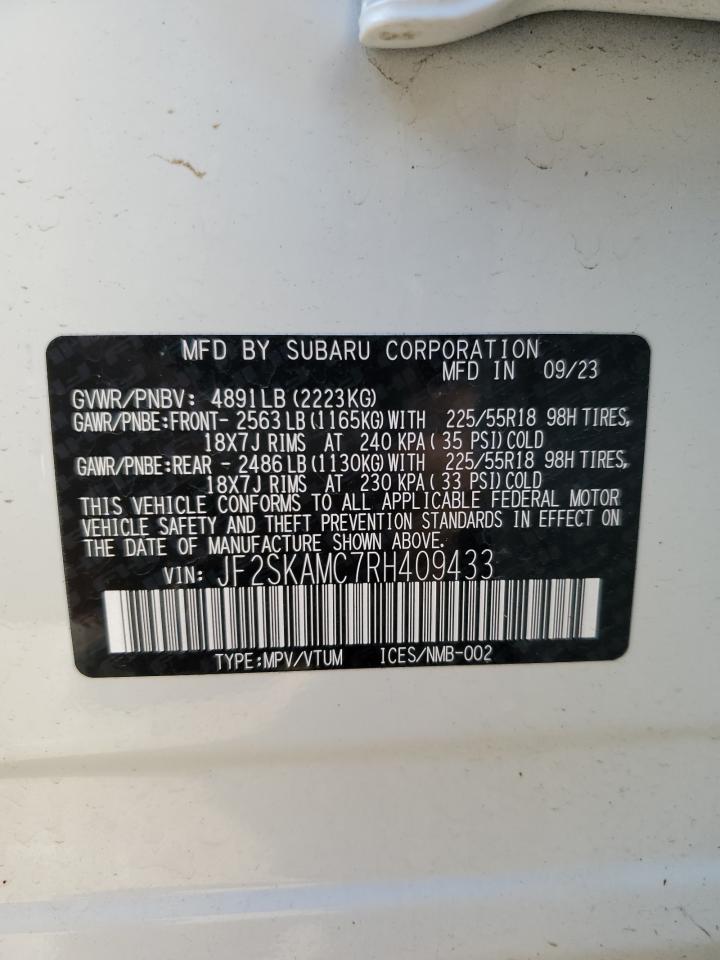 MFD BY SUBARU CORPORATION
MFD IN 09/23
GVWR/PNBV: 4891LB(2223KG)
GAWR/PNBE:FRONT- 2563LB(1165KG)WITH 225/55R18 98H TIRES,
18X7J RIMS AT 240 KPA(35 PSI)COLD
GAWR/PNBE:REAR - 2486LB(1130KG)WITH 225/55R18 98H TIRES,
18X7J RIMS AT 230 KPA(33 PSI)COLD
THIS VEHICLE CONFORMS TO ALL APPLICABLE FEDERAL MOTOR
VEHICLE SAFETY AND THEFT PREVENTION STANDARDS IN EFFECT ON
THE DATE OF MANUFACTURE SHOWN ABOVE.
VIN: JF2SKAMC7RH409433
TYPE:MPV/VTUM ICES/NMB-002